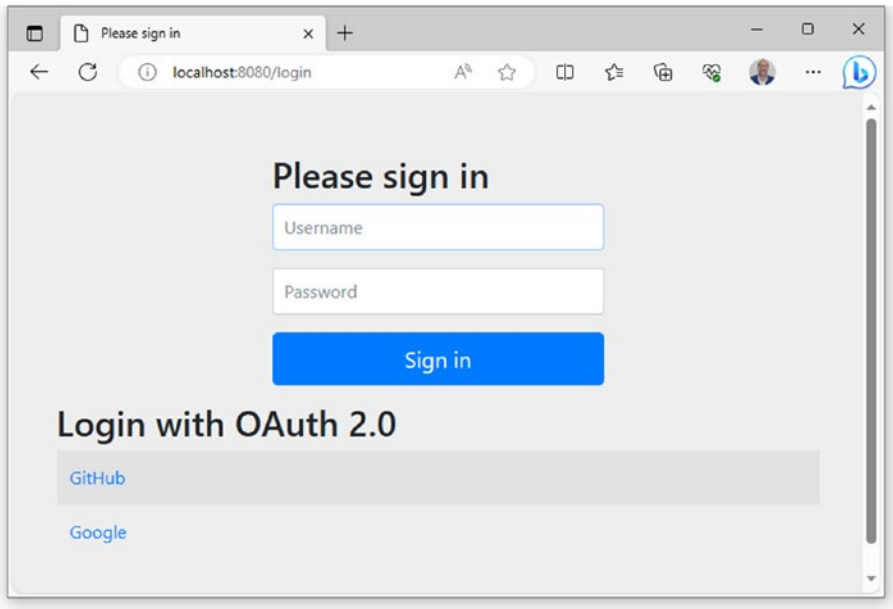 Please sign in
localhost:8080/login
Please sign in
Username
Password
Sign in
Login with OAuth 2.0
GitHub
Google